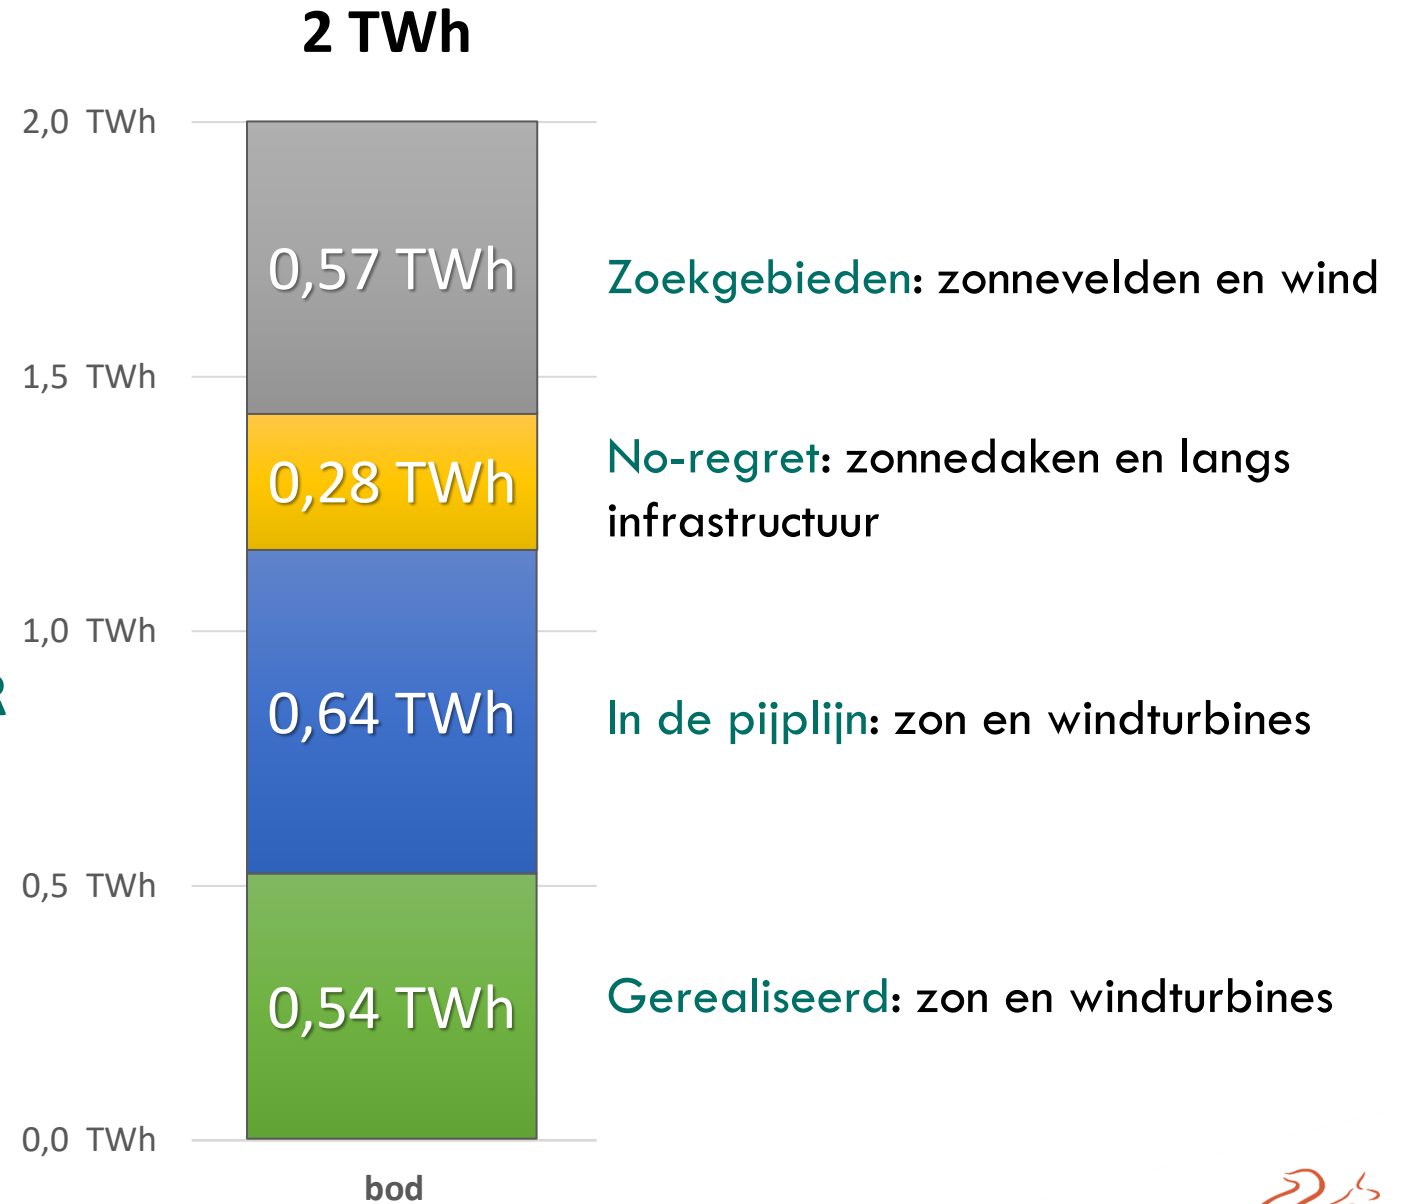 2 TWh
2,0 TWh
0,57 TWh
Zoekgebieden: zonnevelden en wind
1,5 TWh
0,28 TWh
No-regret: zonnedaken en langs
infrastructuur
1,0 TWh
R
0,64 TWh
In de pijplijn: zon en windturbines
0,5 TWh
0,54 TWh
Gerealiseerd: zon en windturbines
0,0 TWh
bod